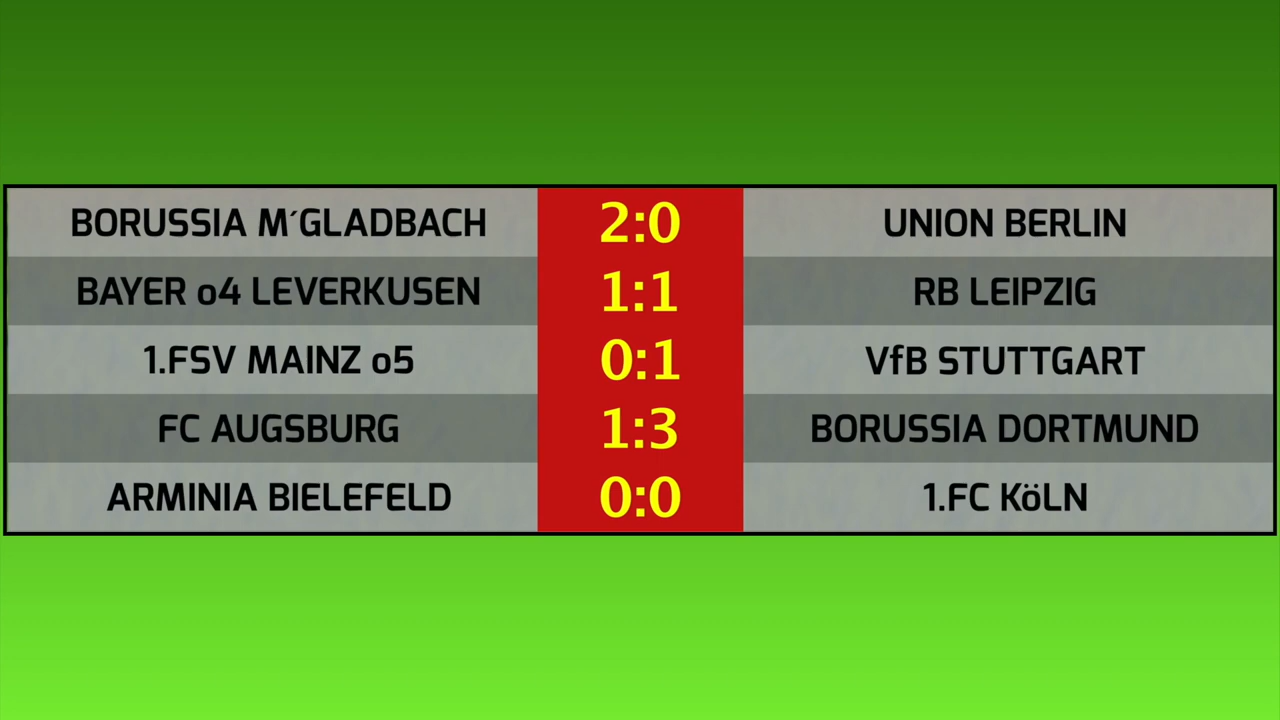 BORUSSIA M´GLADBACH 2:0 UNION BERLIN
BAYER o4 LEVERKUSEN 1:1 RB LEIPZIG
1.FSV MAINZ o5 0:1 VfB STUTTGART
FC AUGSBURG 1:3 BORUSSIA DORTMUND
ARMINIA BIELEFELD 0:0 1.FC KöLN